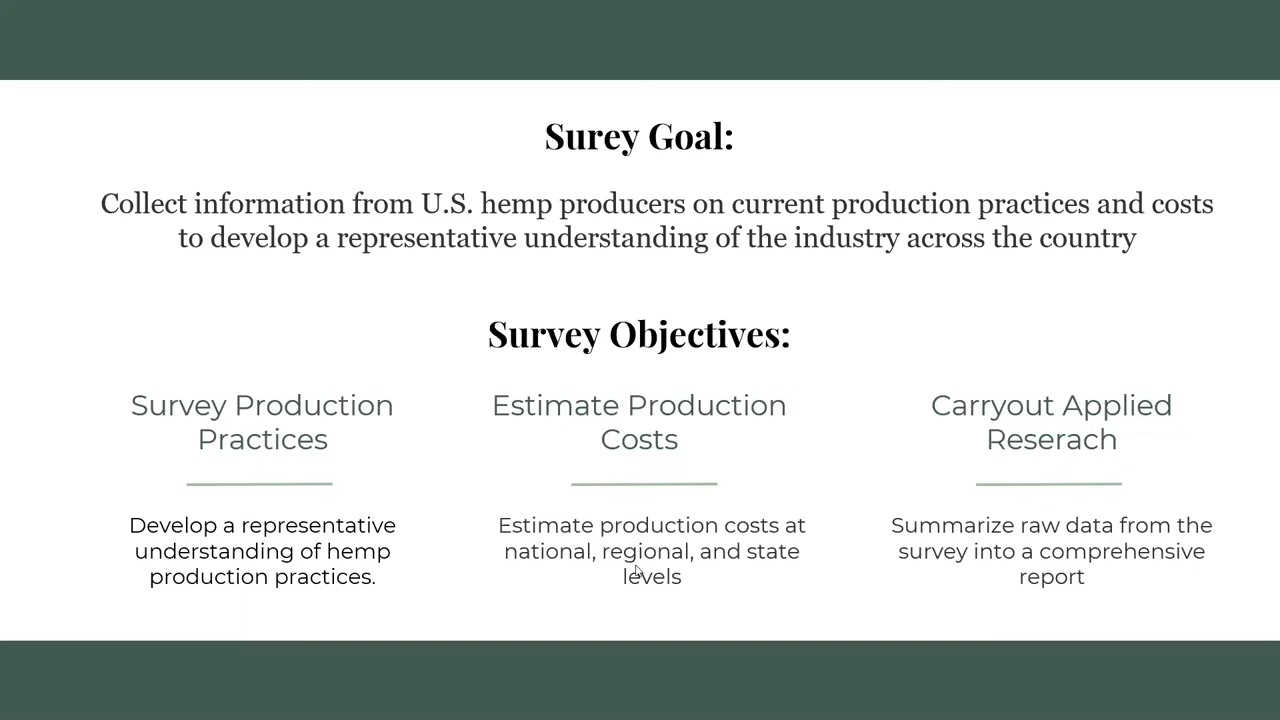 Surey Goal:
Collect information from U.S. hemp producers on current production practices and costs
to develop a representative understanding of the industry across the country
Survey Objectives:
Survey Production
Practices
Develop a representative
understanding of hemp
production practices.
Estimate Production
Costs
Estimate production costs at
national, regional, and state
levels
Carryout Applied
Reserach
Summarize raw data from the
survey into a comprehensive
report